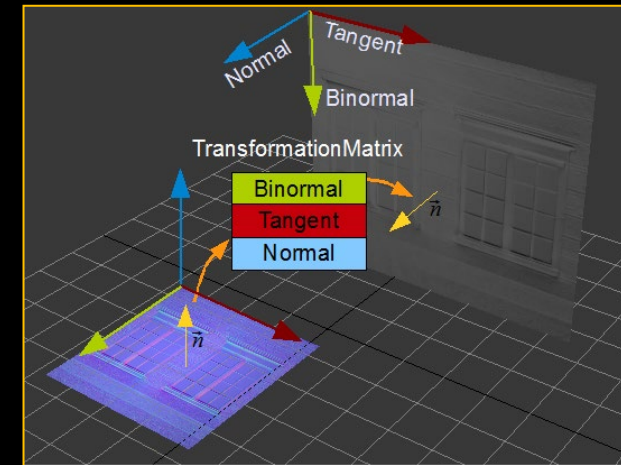 Tangent
Normal
Binormal
TransformationMatrix
Binormal
Tangent
Normal
n
n